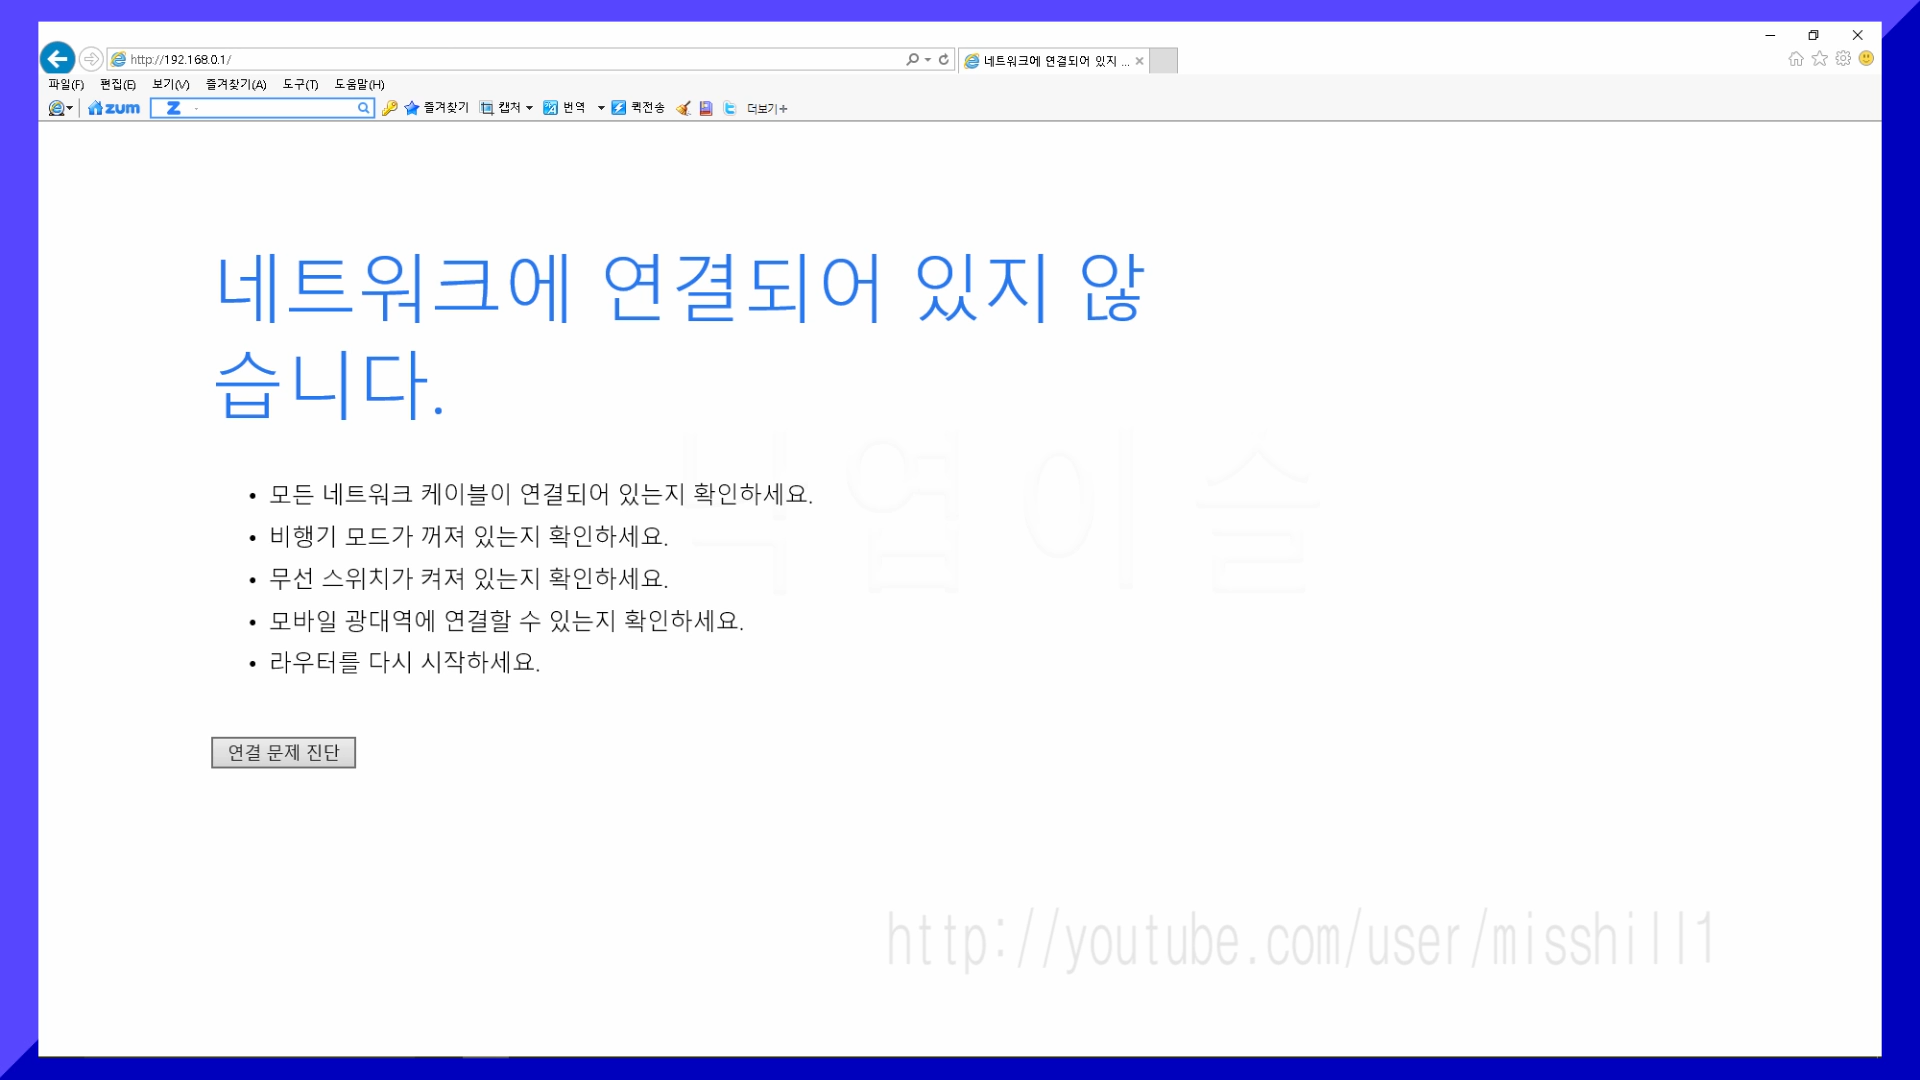 http://192.168.0.1/
네트워크에 연결되어 있지 ...
파일(F) 편집(E) 보기(V) 즐겨찾기(A) 도구(T) 도움말(H)
zum Z 즐겨찾기 캡처 번역 퀵전송 더보기+
네트워크에 연결되어 있지 않
습니다.
낙엽이슬
• 모든 네트워크 케이블이 연결되어 있는지 확인하세요.
• 비행기 모드가 꺼져 있는지 확인하세요.
• 무선 스위치가 켜져 있는지 확인하세요.
• 모바일 광대역에 연결할 수 있는지 확인하세요.
• 라우터를 다시 시작하세요.
연결 문제 진단
http://youtube.com/user/misshill1